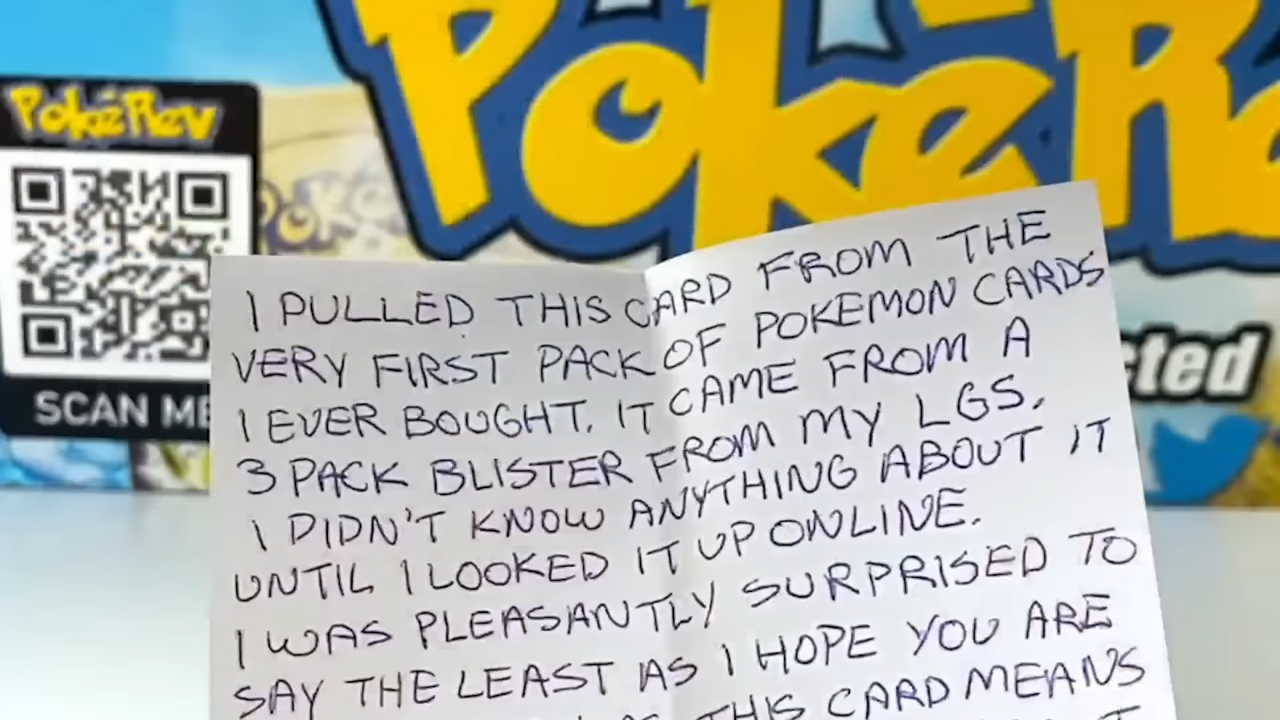 PokéRev
PokéR
SCAN ME
cted
I PULLED THIS CARD FROM THE
VERY FIRST PACK OF POKEMON CARDS
I EVER BOUGHT. IT CAME FROM A
3 PACK BLISTER FROM MY LGS.
I DIDN'T KNOW ANYTHING ABOUT IT
UNTIL I LOOKED IT UP ONLINE.
I WAS PLEASANTLY SURPRISED TO
SAY THE LEAST AS I HOPE YOU ARE
THIS CARD MEANS